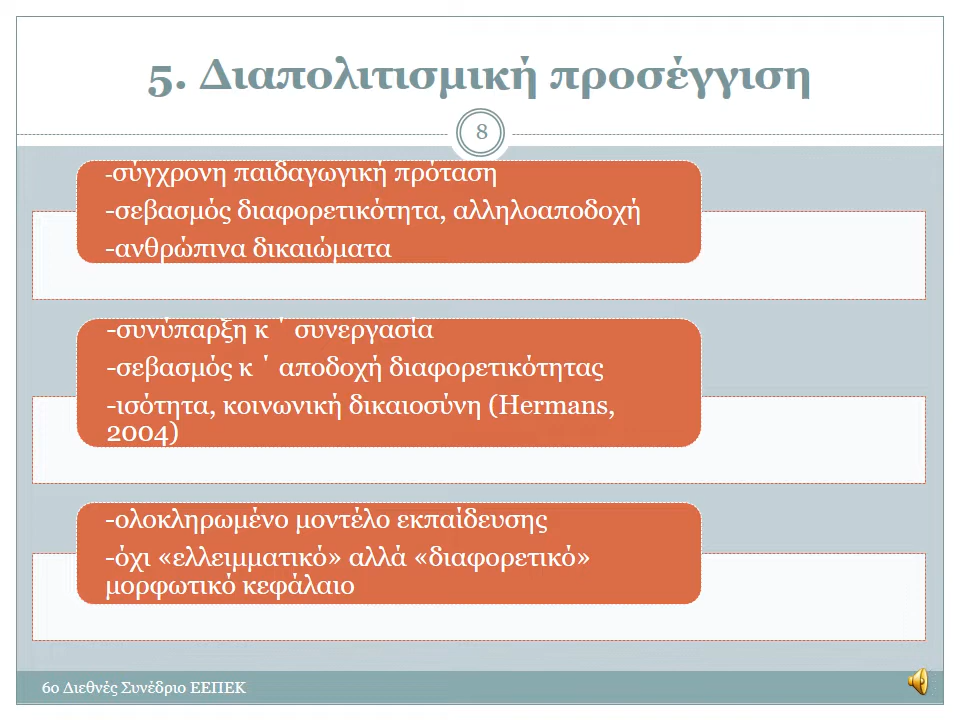 5. Διαπολιτισμική προσέγγιση
8
-σύγχρονη παιδαγωγική πρόταση
-σεβασμός διαφορετικότητα, αλληλοαποδοχή
-ανθρώπινα δικαιώματα
-συνύπαρξη κ ΄ συνεργασία
-σεβασμός κ ΄ αποδοχή διαφορετικότητας
-ισότητα, κοινωνική δικαιοσύνη (Hermans,
2004)
-ολοκληρωμένο μοντέλο εκπαίδευσης
-όχι «ελλειμματικό» αλλά «διαφορετικό»
μορφωτικό κεφάλαιο
6ο Διεθνές Συνέδριο ΕΕΠΕΚ